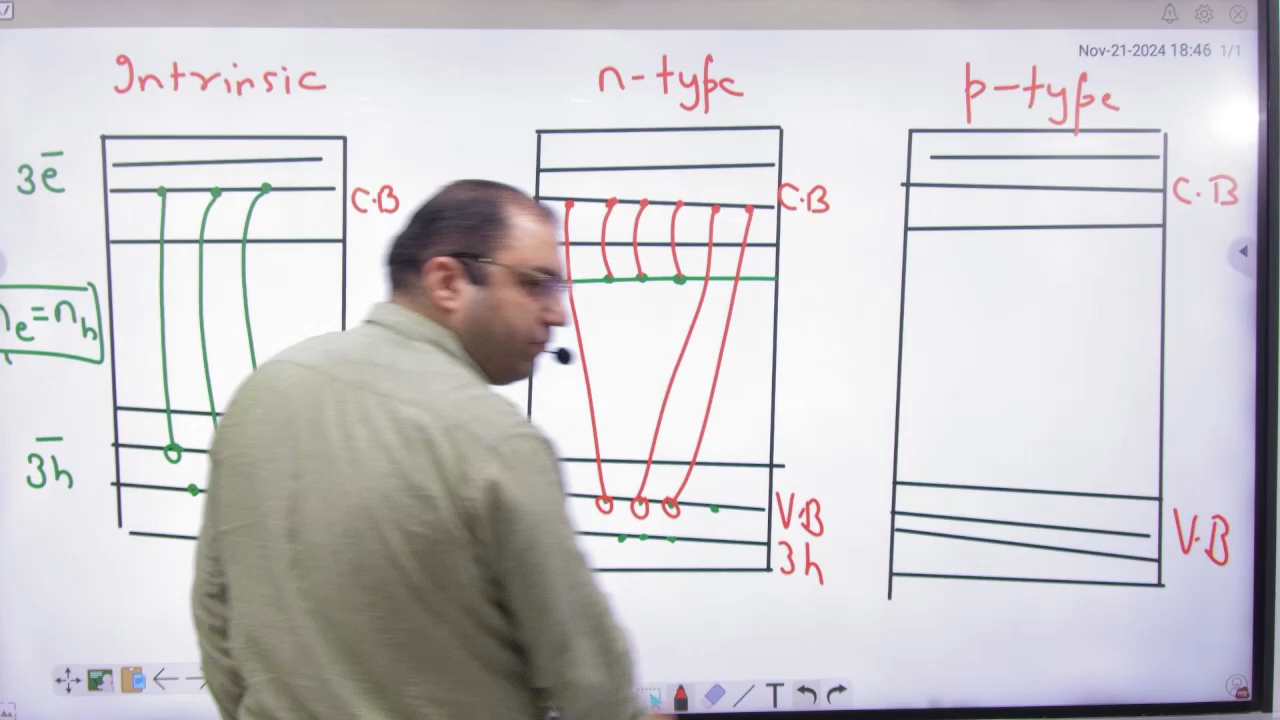 Nov-21-2024 18:46 1/1
Intrinsic
n-type
p-type
3e̅
C.B
C.B
C.B
ne=nh
3h̅
V.B
3h
V.B
T